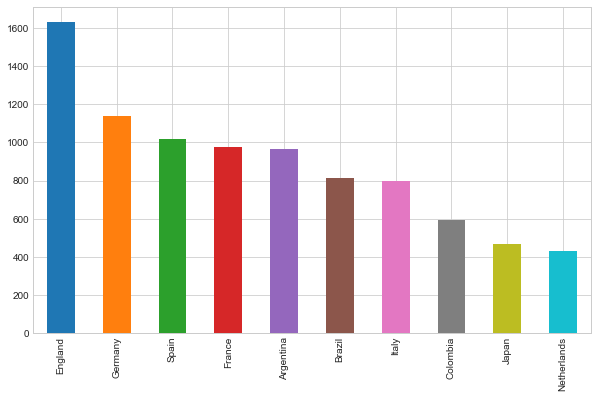 1600
1400
1200
1000
800
600
400
200
0
England
Germany
Spain
France
Argentina
Brazil
Italy
Colombia
Japan
Netherlands